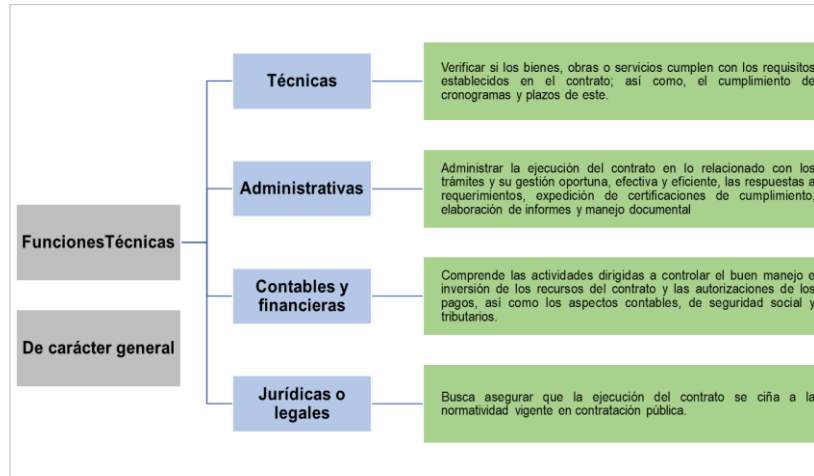 FuncionesTécnicas
De carácter general
Técnicas
Verificar si los bienes, obras o servicios cumplen con los requisitos
establecidos en el contrato; así como, el cumplimiento de
cronogramas y plazos de este.
Administrativas
Administrar la ejecución del contrato en lo relacionado con los
trámites y su gestión oportuna, efectiva y eficiente, las respuestas a
requerimientos, expedición de certificaciones de cumplimiento,
elaboración de informes y manejo documental
Contables y
financieras
Comprende las actividades dirigidas a controlar el buen manejo e
inversión de los recursos del contrato y las autorizaciones de los
pagos, así como los aspectos contables, de seguridad social y
tributarios.
Jurídicas o
legales
Busca asegurar que la ejecución del contrato se ciña a la
normatividad vigente en contratación pública.